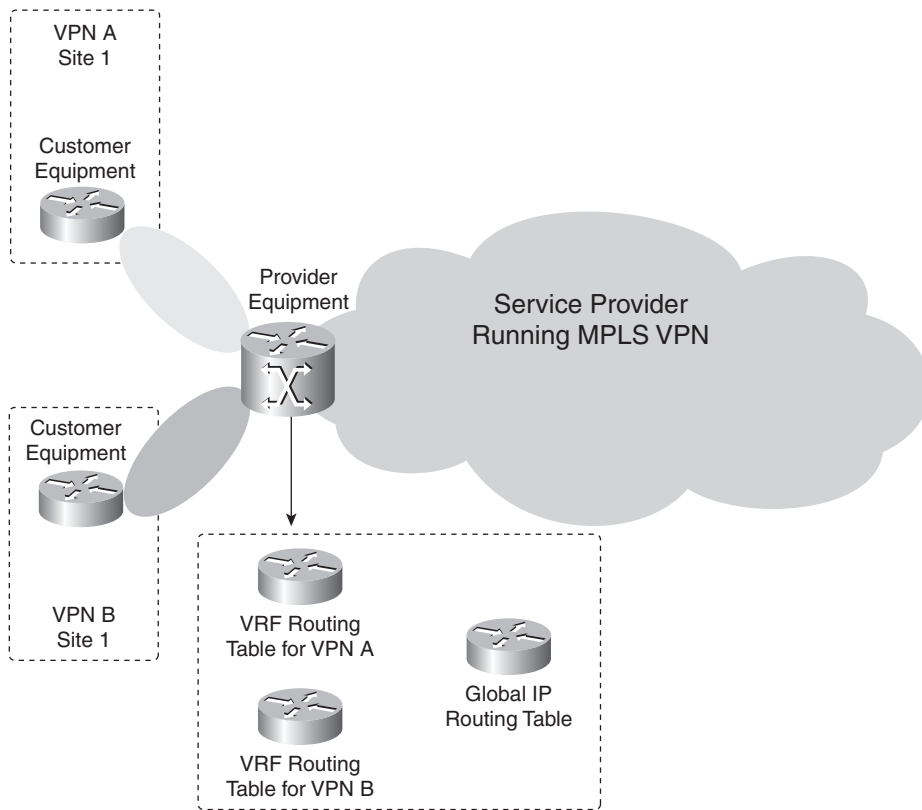 VPN A
Site 1
Customer
Equipment
Provider
Equipment
Service Provider
Running MPLS VPN
Customer
Equipment
VPN B
Site 1
VRF Routing
Table for VPN A
Global IP
Routing Table
VRF Routing
Table for VPN B